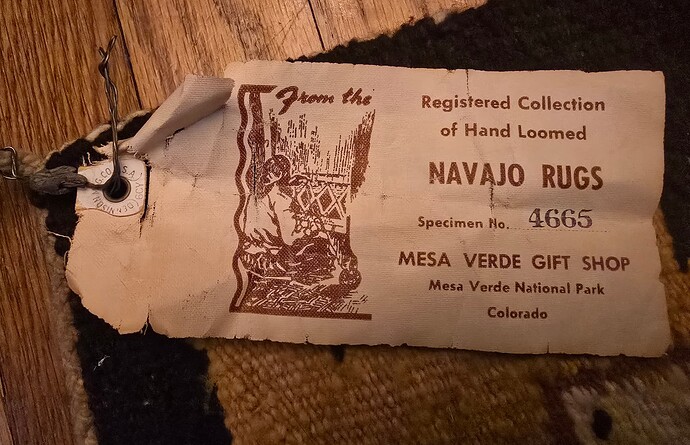 From the
Registered Collection
of Hand Loomed
NAVAJO RUGS
Specimen No. 4665
MESA VERDE GIFT SHOP
Mesa Verde National Park
Colorado